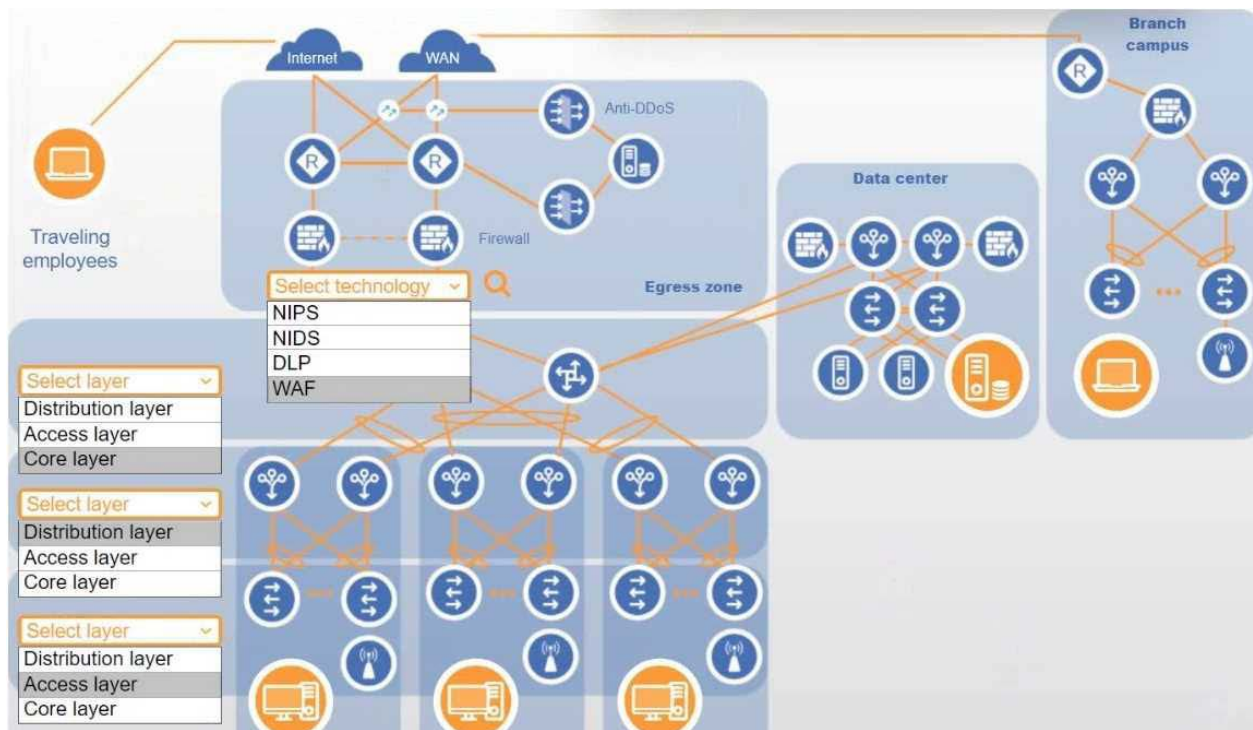 Internet
WAN
Branch
campus
Anti-DDoS
R
R
R
Traveling
employees
Firewall
Data center
Egress zone
Select technology
NIPS
NIDS
DLP
WAF
Select layer
Distribution layer
Access layer
Core layer
Select layer
Distribution layer
Access layer
Core layer
Select layer
Distribution layer
Access layer
Core layer